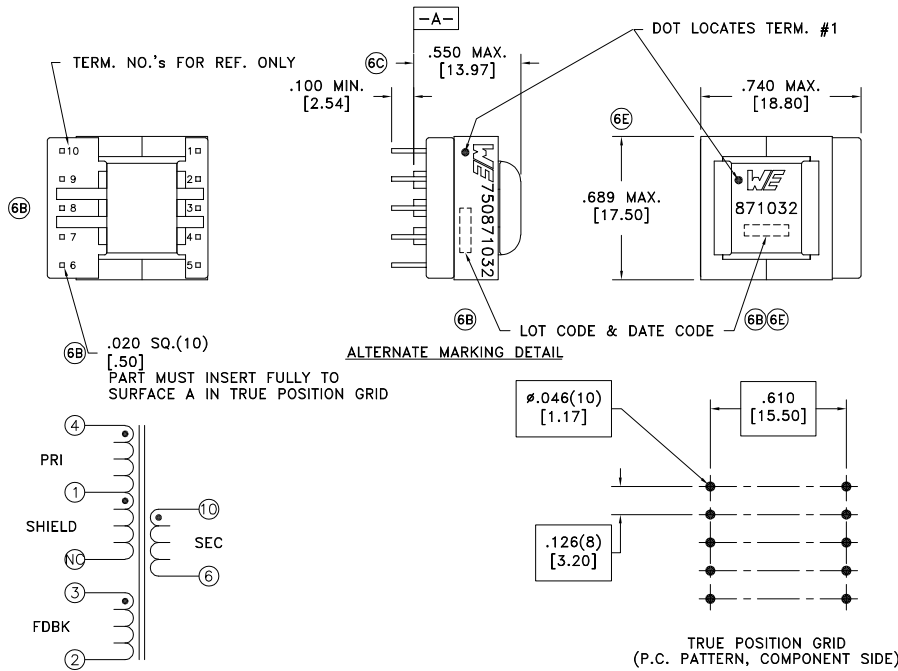 -A-
DOT LOCATES TERM. #1
TERM. NO.'s FOR REF. ONLY
6C
.550 MAX.
[13.97]
.100 MIN.
[2.54]
.740 MAX.
[18.80]
6E
10
1
9
2
6B
8
3
7
4
6
5
WE750871032
.689 MAX.
[17.50]
WE
871032
6B
LOT CODE & DATE CODE
6B 6E
6B
.020 SQ.(10)
[.50]
PART MUST INSERT FULLY TO
SURFACE A IN TRUE POSITION GRID
ALTERNATE MARKING DETAIL
4
PRI
1
SHIELD
NC
3
FDBK
2
10
SEC
6
ø.046(10)
[1.17]
.610
[15.50]
.126(8)
[3.20]
TRUE POSITION GRID
(P.C. PATTERN, COMPONENT SIDE)